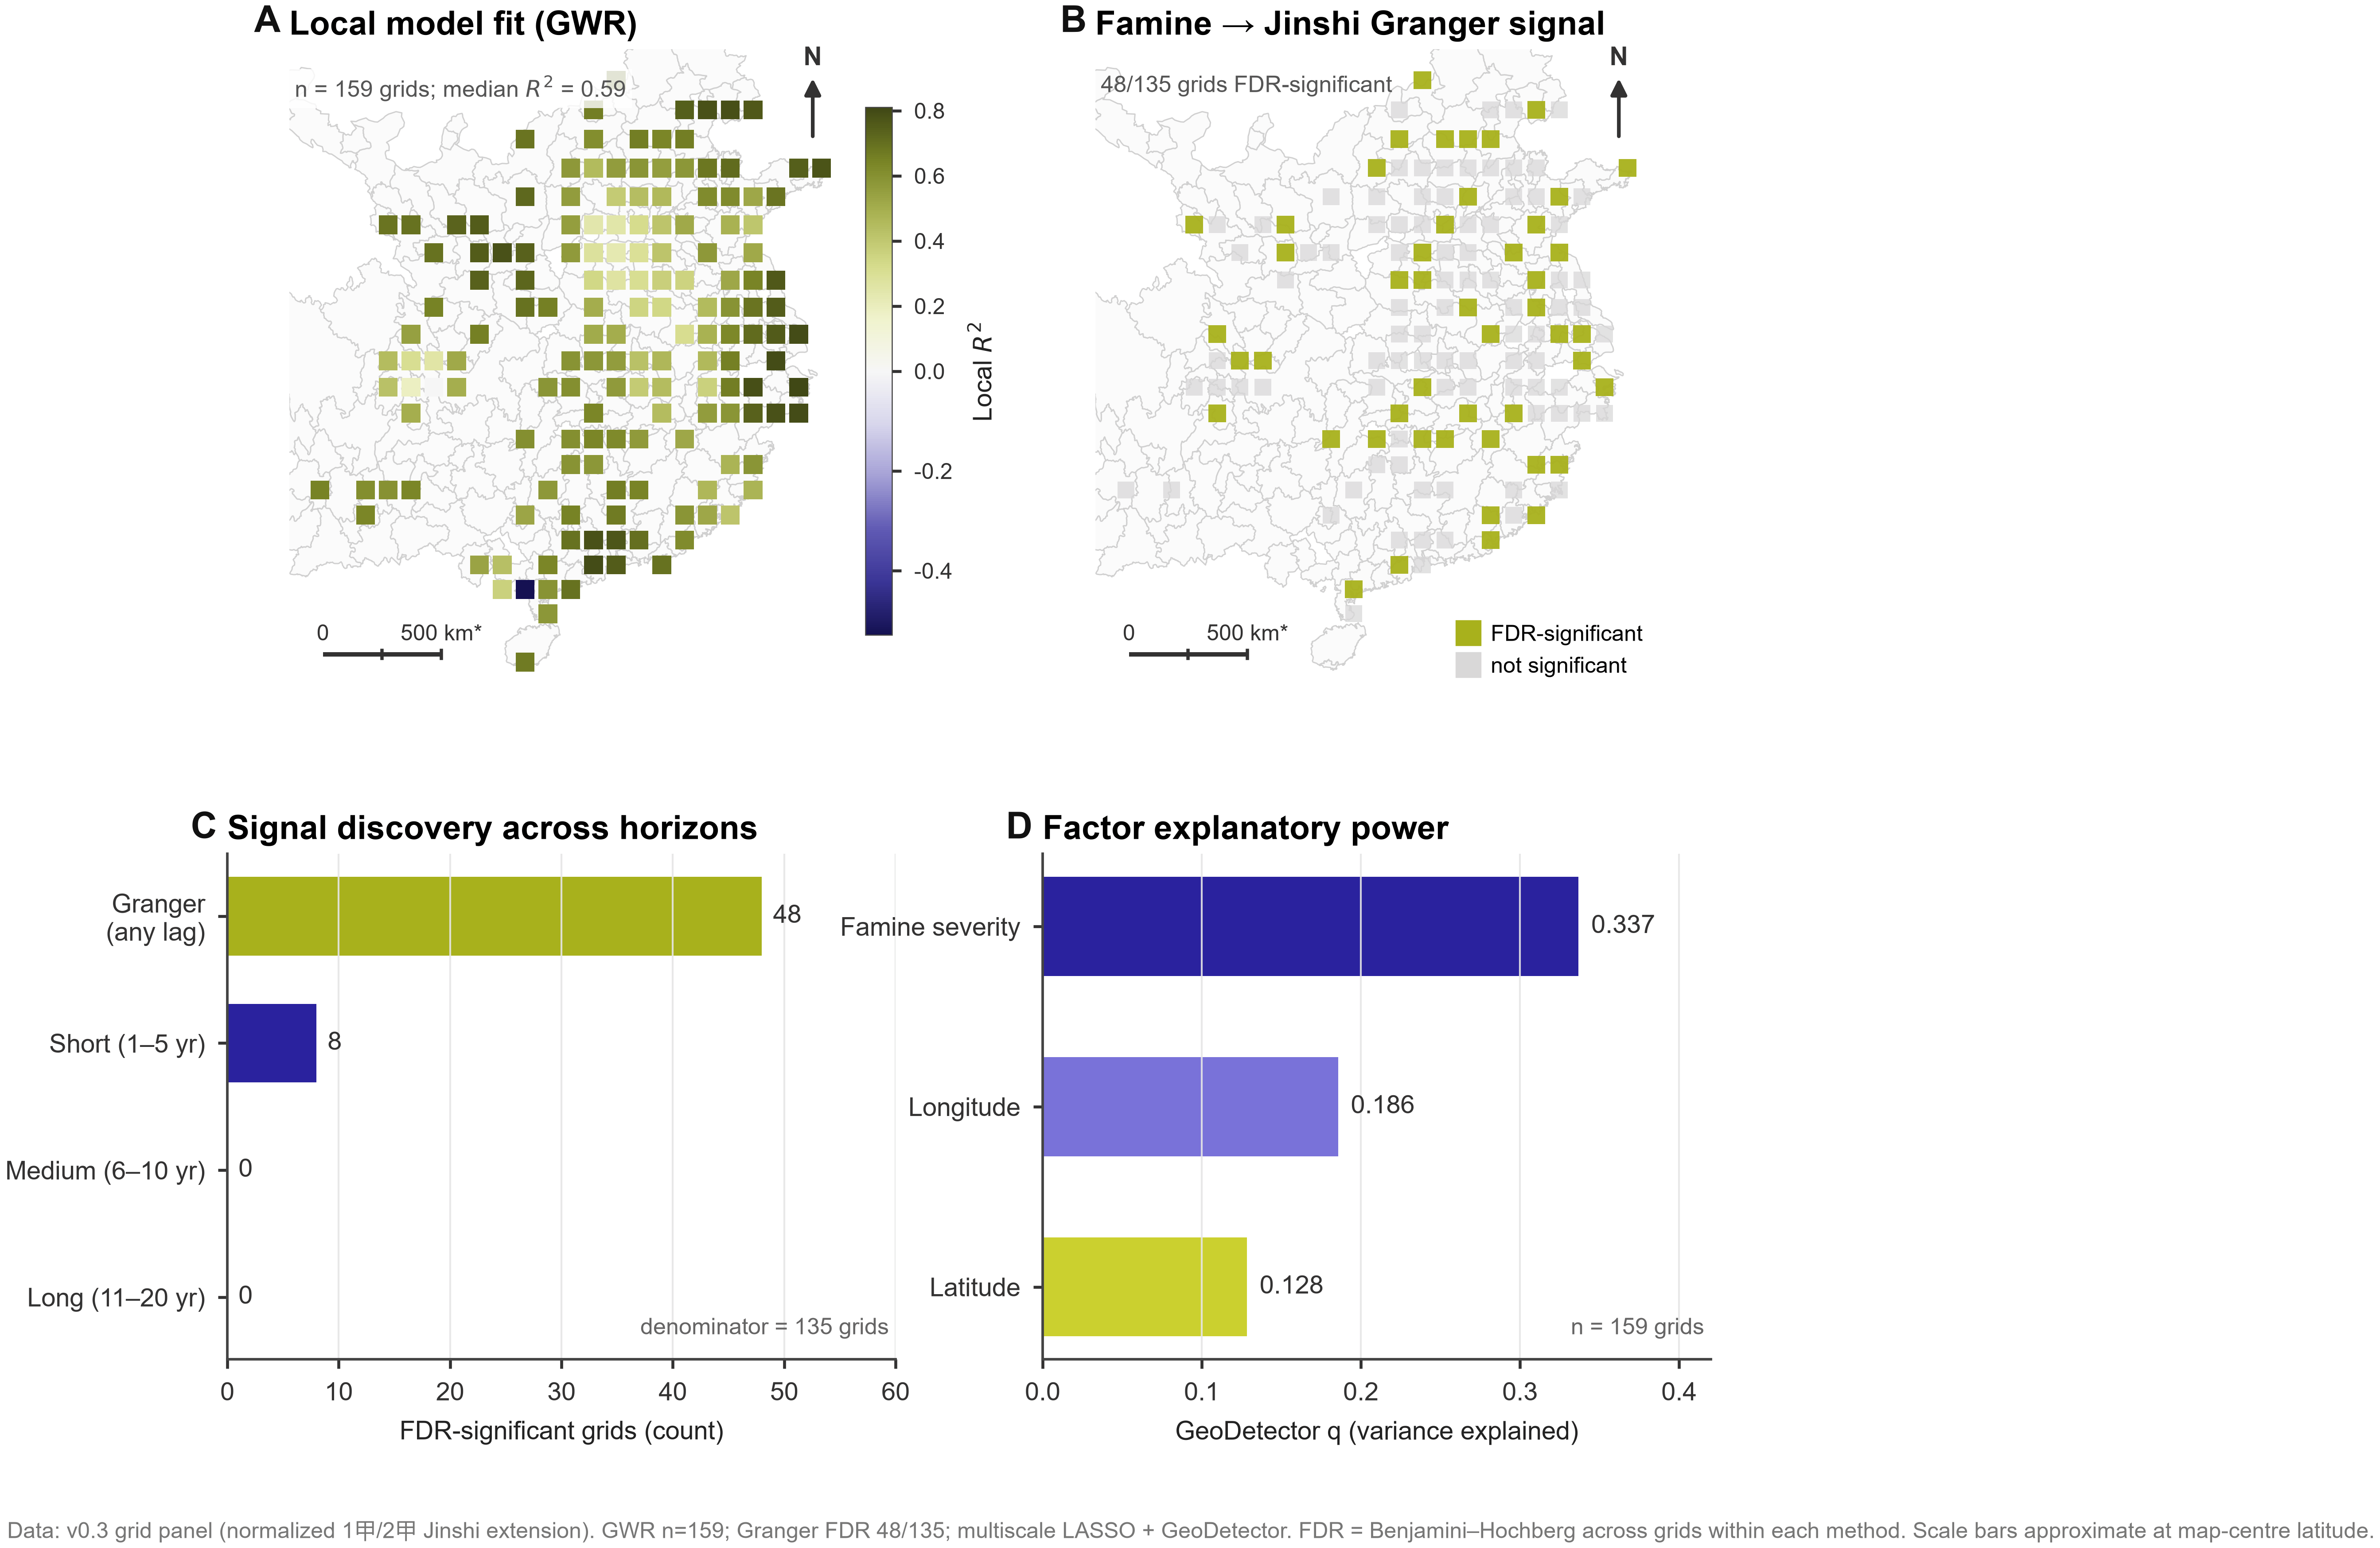 A Local model fit (GWR)
n = 159 grids; median R² = 0.59
N
0.8
0.6
0.4
0.2
0.0
-0.2
-0.4
Local R²
0 500 km*
B Famine → Jinshi Granger signal
48/135 grids FDR-significant
N
0 500 km*
FDR-significant
not significant
C Signal discovery across horizons
Granger
(any lag)
48
Short (1–5 yr)
8
Medium (6–10 yr)
0
Long (11–20 yr)
0
denominator = 135 grids
0 10 20 30 40 50 60
FDR-significant grids (count)
D Factor explanatory power
Famine severity
0.337
Longitude
0.186
Latitude
0.128
n = 159 grids
0.0 0.1 0.2 0.3 0.4
GeoDetector q (variance explained)
Data: v0.3 grid panel (normalized 1甲/2甲 Jinshi extension). GWR n=159; Granger FDR 48/135; multiscale LASSO + GeoDetector. FDR = Benjamini–Hochberg across grids within each method. Scale bars approximate at map-centre latitude.